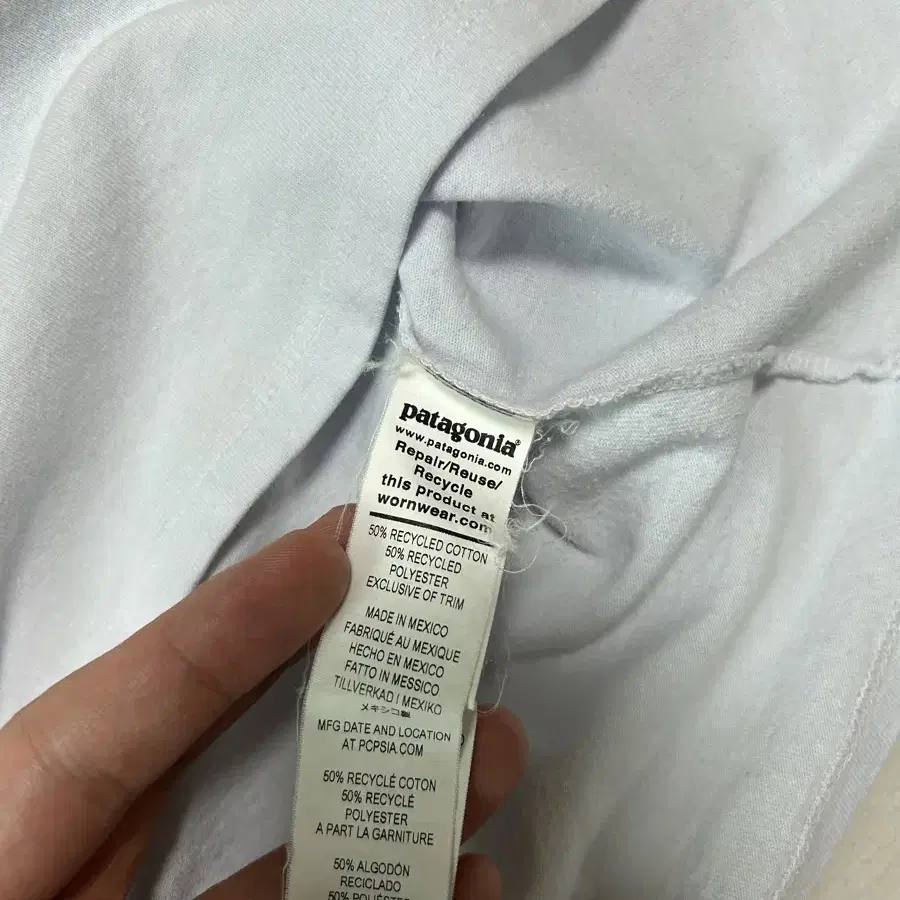 patagonia®
www.patagonia.com
Repair/Reuse/
Recycle
this product at
wornwear.com
50% RECYCLED COTTON
50% RECYCLED
POLYESTER
EXCLUSIVE OF TRIM
MADE IN MEXICO
FABRIQUÉ AU MEXIQUE
HECHO EN MEXICO
FATTO IN MESSICO
TILLVERKAD I MEXIKO
メキシコ製
MFG DATE AND LOCATION
AT PCPSIA.COM
50% RECYCLÉ COTON
50% RECYCLÉ
POLYESTER
A PART LA GARNITURE
50% ALGODÓN
RECICLADO
50% POLIÉSTER